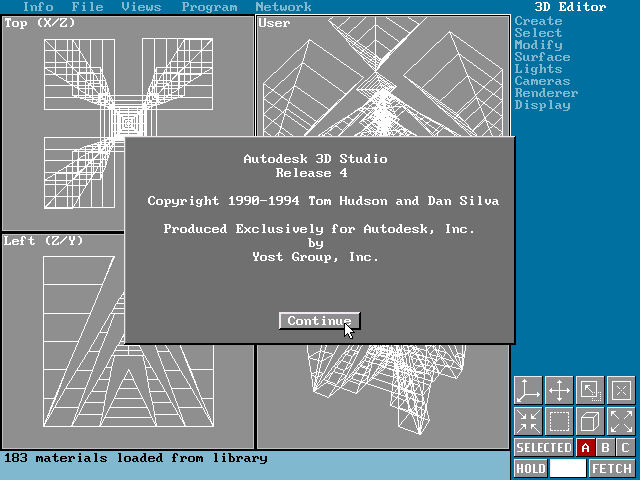 Info File Views Program Network 3D Editor
Top (X/Z) User
Create
Select
Modify
Surface
Lights
Cameras
Renderer
Display
Autodesk 3D Studio
Release 4
Copyright 1990-1994 Tom Hudson and Dan Silva
Produced Exclusively for Autodesk, Inc.
by
Yost Group, Inc.
Left (Z/Y)
Continue
SELECTED A B C
183 materials loaded from library
HOLD FETCH